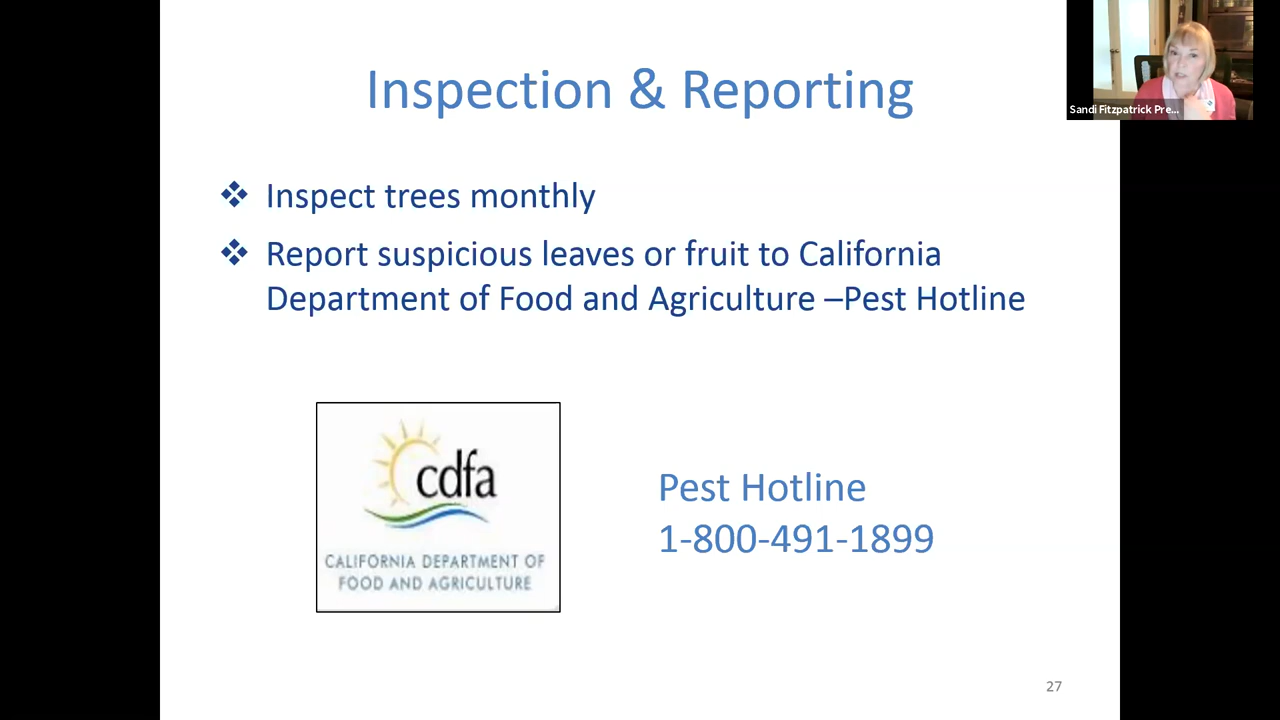 Inspection & Reporting
Sandi Fitzpatrick Pre...
❖ Inspect trees monthly
❖ Report suspicious leaves or fruit to California
Department of Food and Agriculture –Pest Hotline
cdfa
CALIFORNIA DEPARTMENT OF
FOOD AND AGRICULTURE
Pest Hotline
1-800-491-1899
27